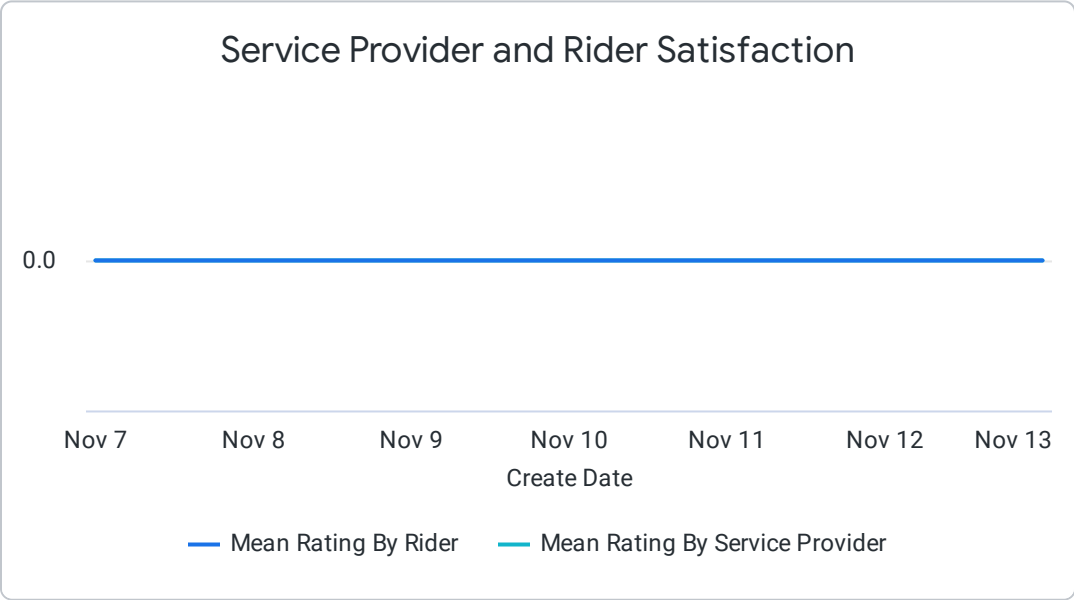 Service Provider and Rider Satisfaction
0.0
Nov 7 Nov 8 Nov 9 Nov 10 Nov 11 Nov 12 Nov 13
Create Date
Mean Rating By Rider Mean Rating By Service Provider